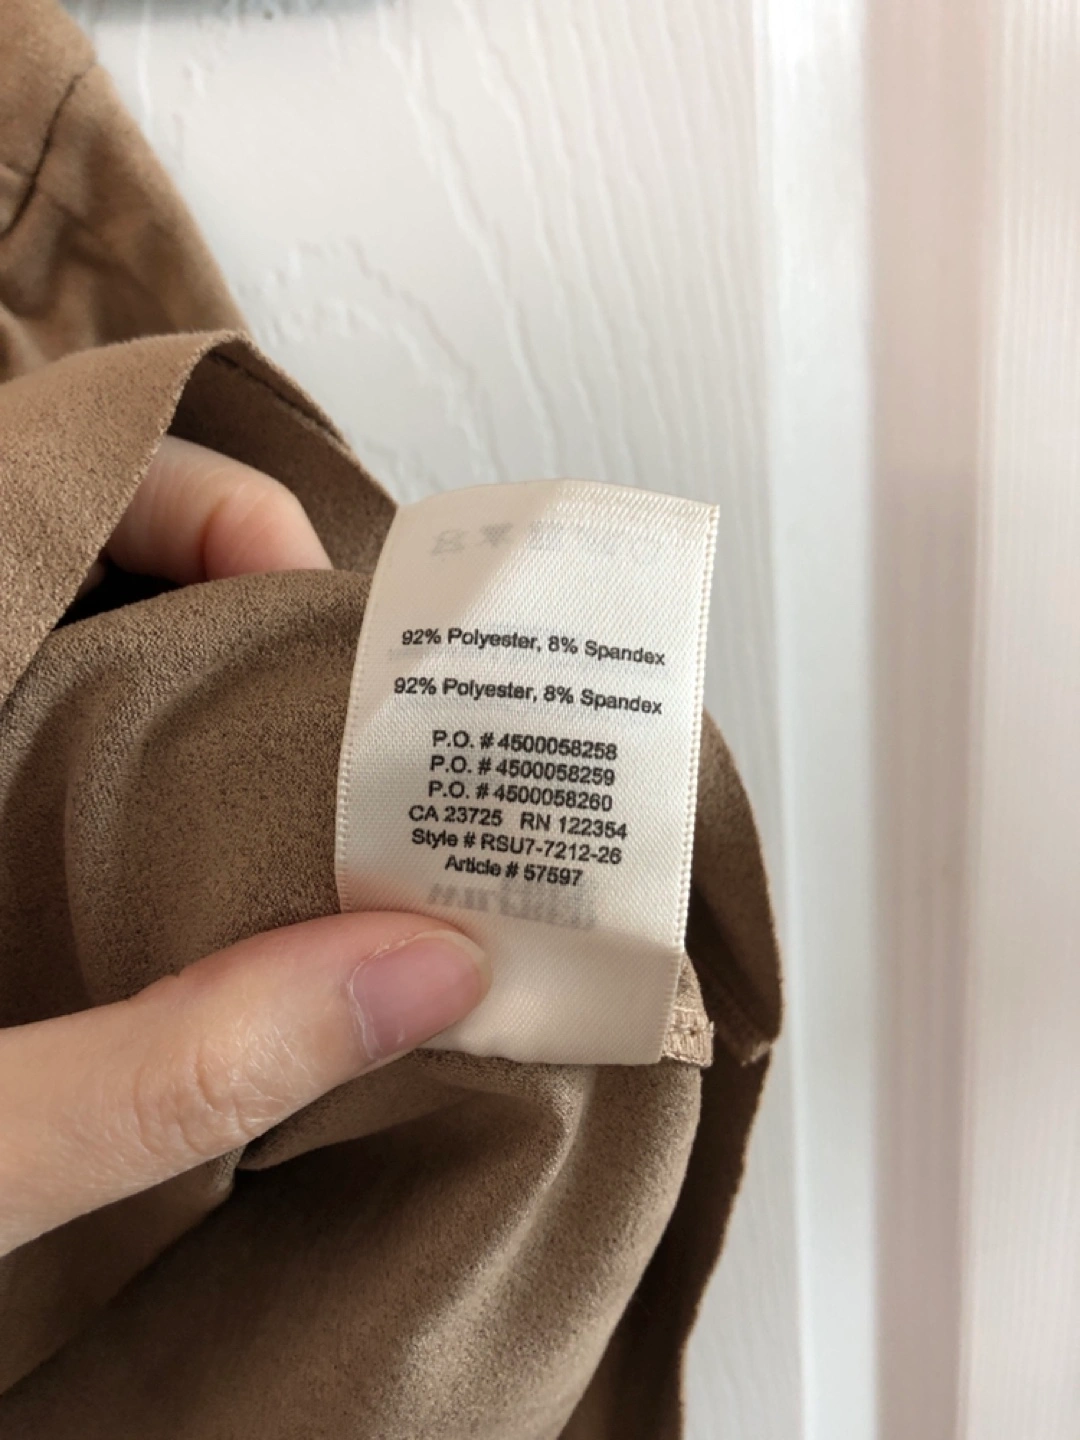 92% Polyester, 8% Spandex
92% Polyester, 8% Spandex
P.O. # 4500058258
P.O. # 4500058259
P.O. # 4500058260
CA 23725 RN 122354
Style # RSU7-7212-26
Article # 57597